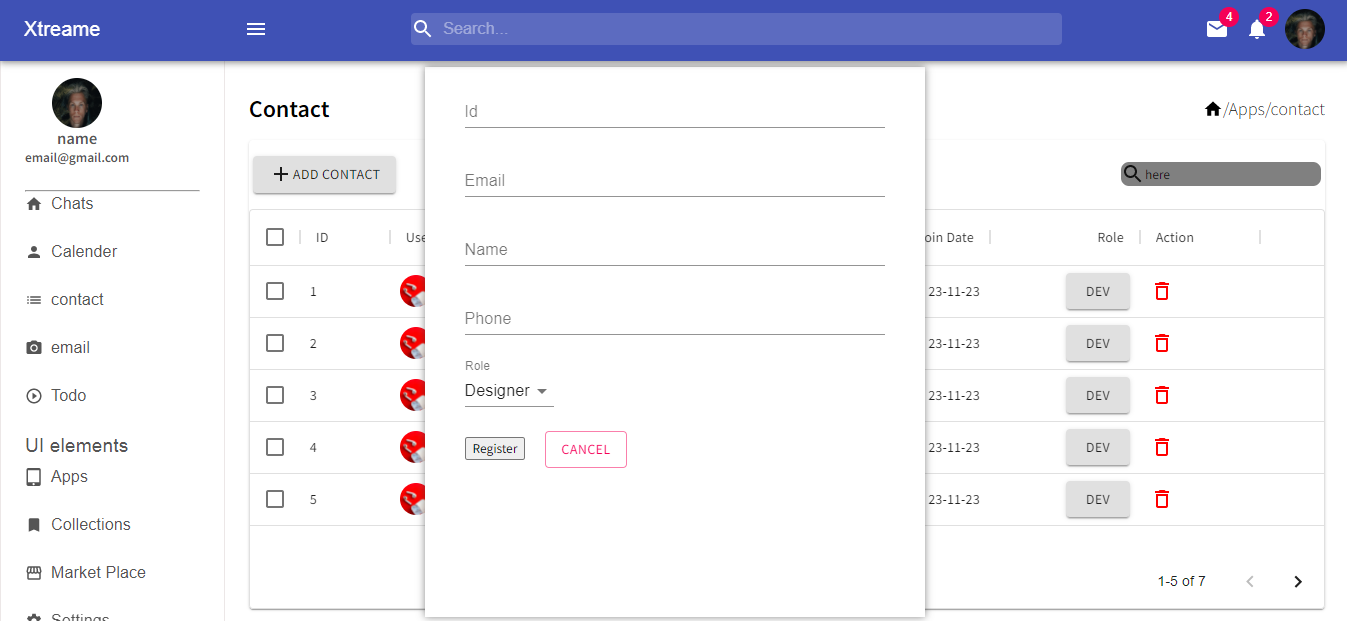 Xtreame
Search...
4
2
name
email@gmail.com
Chats
Calender
contact
email
Todo
UI elements
Apps
Collections
Market Place
Settings
Contact
/Apps/contact
ADD CONTACT
here
ID Use oin Date Role Action
1 23-11-23 DEV
2 23-11-23 DEV
3 23-11-23 DEV
4 23-11-23 DEV
5 23-11-23 DEV
1-5 of 7
Id
Email
Name
Phone
Role
Designer
Register CANCEL